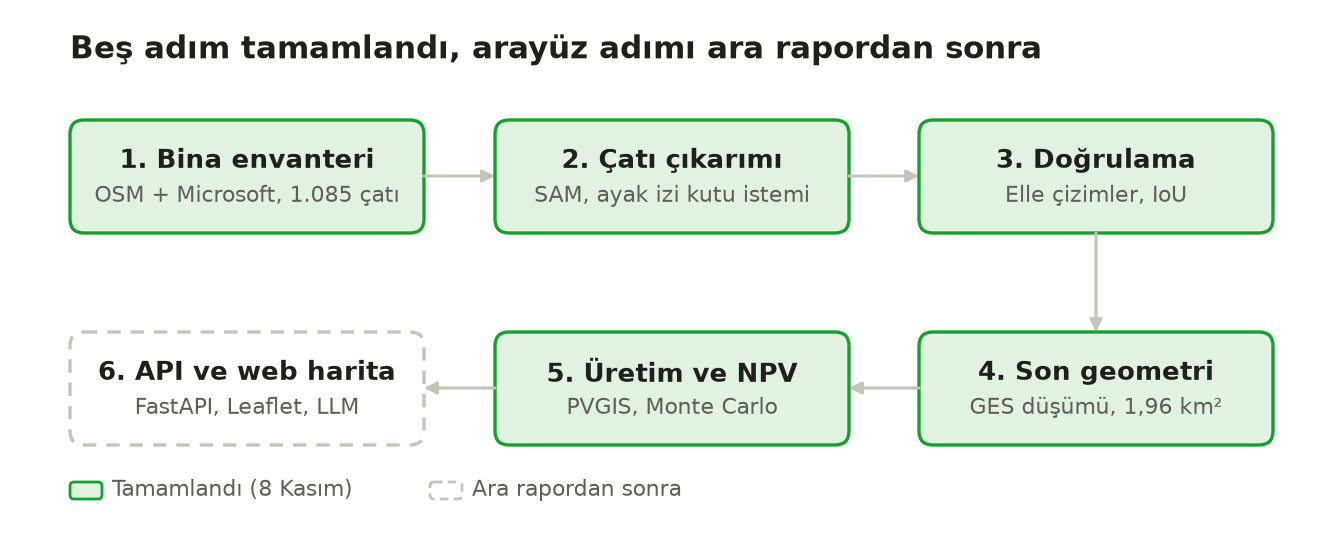 Beş adım tamamlandı, arayüz adımı ara rapordan sonra
1. Bina envanteri
OSM + Microsoft, 1.085 çatı
2. Çatı çıkarımı
SAM, ayak izi kutu istemi
3. Doğrulama
Elle çizimler, IoU
4. Son geometri
GES düşümü, 1,96 km²
5. Üretim ve NPV
PVGIS, Monte Carlo
6. API ve web harita
FastAPI, Leaflet, LLM
Tamamlandı (8 Kasım)
Ara rapordan sonra